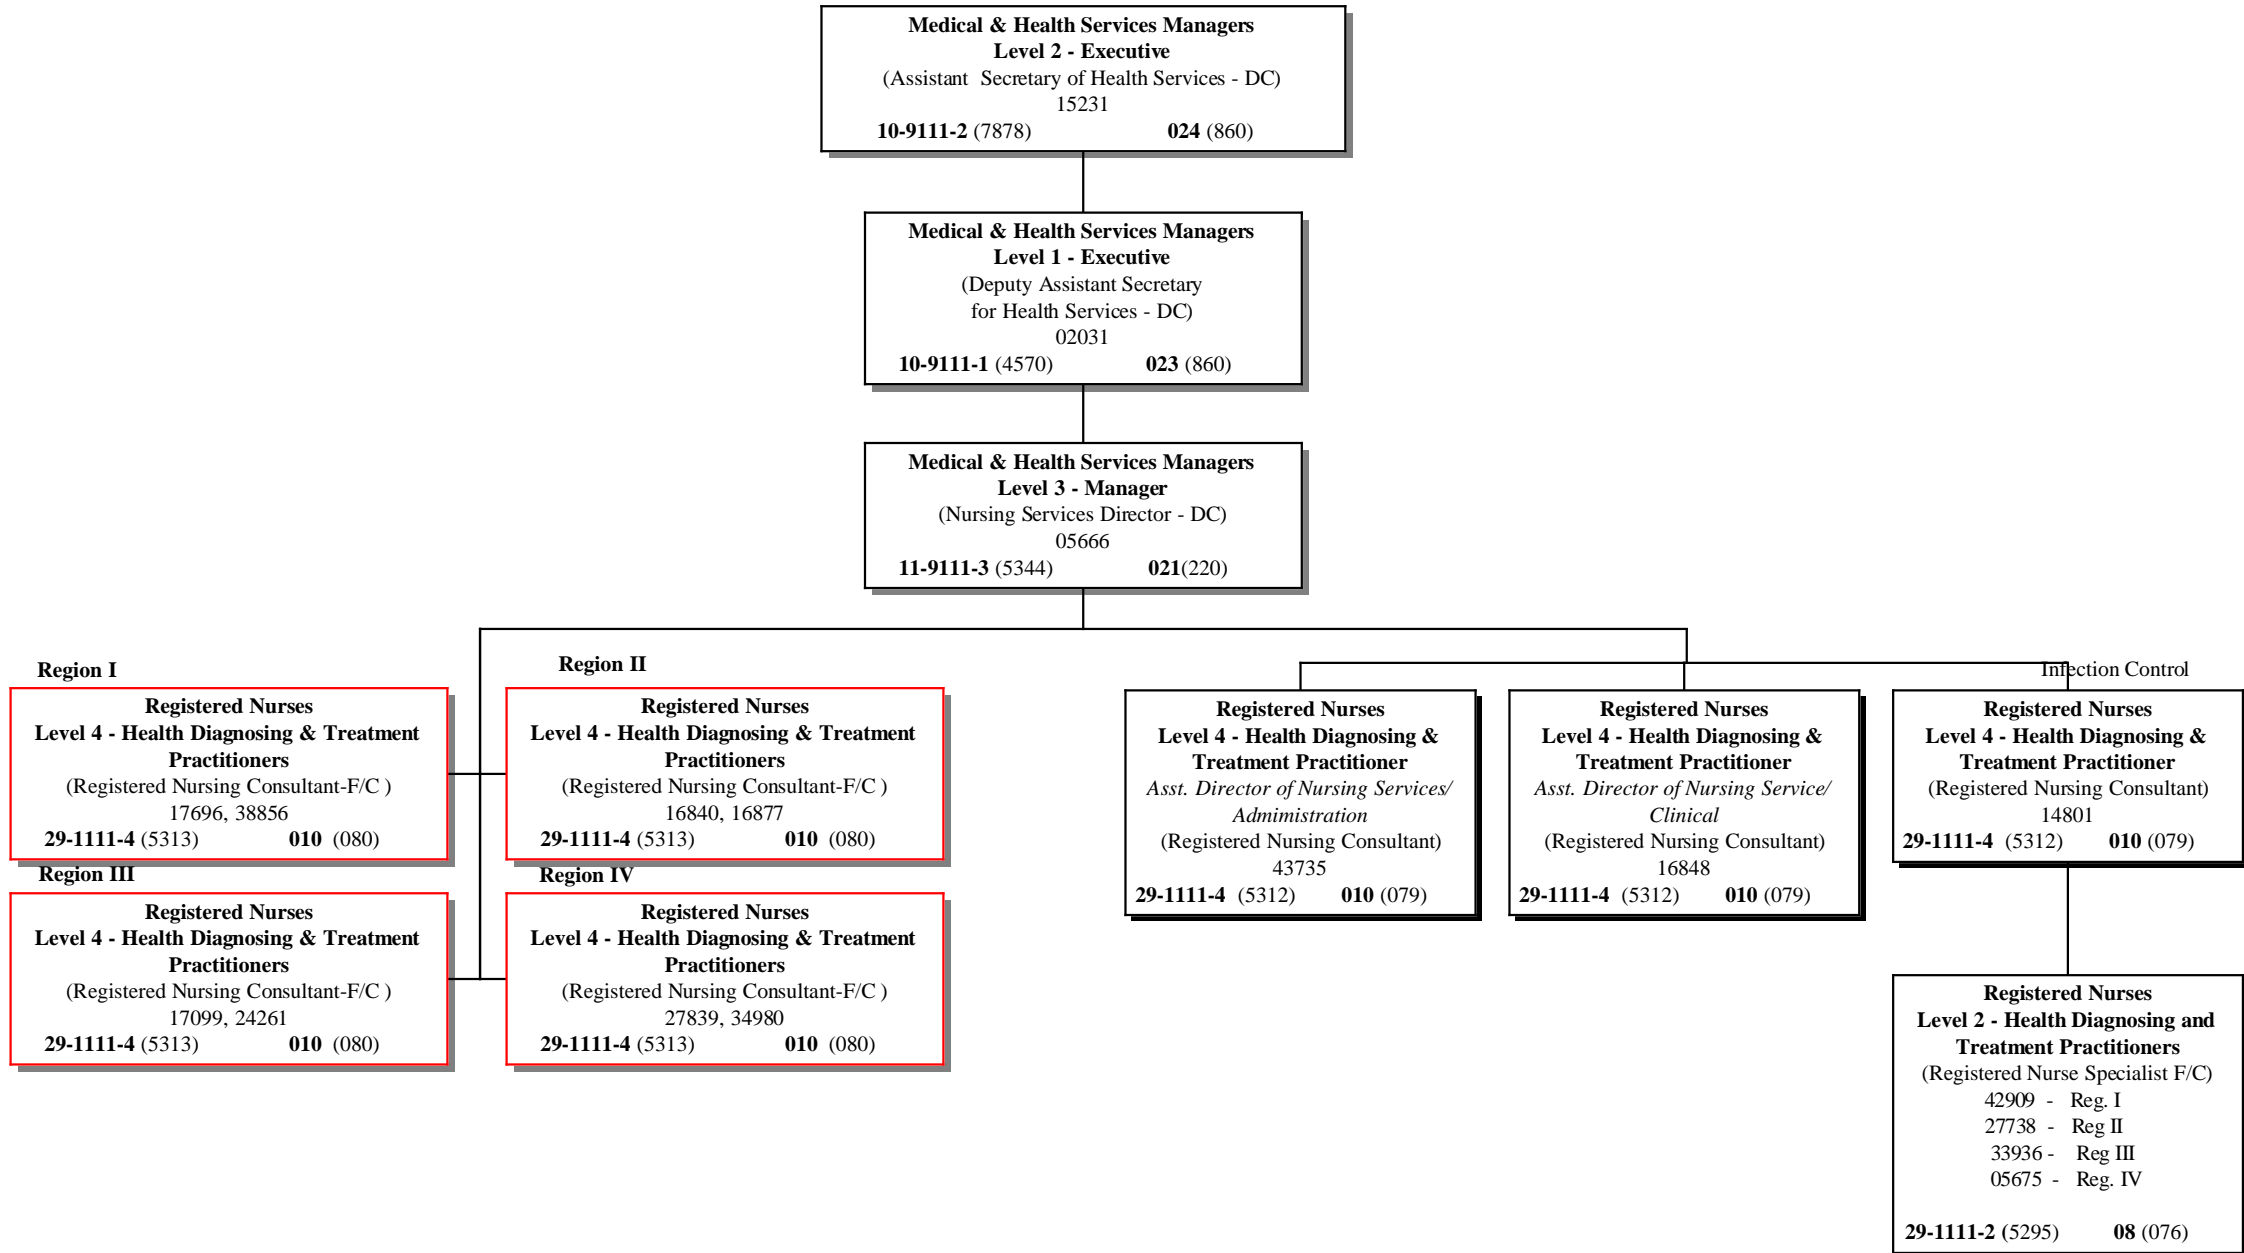 Medical & Health Services Managers
Level 2 - Executive
(Assistant Secretary of Health Services - DC)
15231
10-9111-2 (7878) 024 (860)
Medical & Health Services Managers
Level 1 - Executive
(Deputy Assistant Secretary
for Health Services - DC)
02031
10-9111-1 (4570) 023 (860)
Medical & Health Services Managers
Level 3 - Manager
(Nursing Services Director - DC)
05666
11-9111-3 (5344) 021(220)
Region I
Registered Nurses
Level 4 - Health Diagnosing & Treatment
Practitioners
(Registered Nursing Consultant-F/C )
17696, 38856
29-1111-4 (5313) 010 (080)
Region II
Registered Nurses
Level 4 - Health Diagnosing & Treatment
Practitioners
(Registered Nursing Consultant-F/C )
16840, 16877
29-1111-4 (5313) 010 (080)
Region III
Registered Nurses
Level 4 - Health Diagnosing & Treatment
Practitioners
(Registered Nursing Consultant-F/C )
17099, 24261
29-1111-4 (5313) 010 (080)
Region IV
Registered Nurses
Level 4 - Health Diagnosing & Treatment
Practitioners
(Registered Nursing Consultant-F/C )
27839, 34980
29-1111-4 (5313) 010 (080)
Registered Nurses
Level 4 - Health Diagnosing &
Treatment Practitioner
Asst. Director of Nursing Services/
Admimistration
(Registered Nursing Consultant)
43735
29-1111-4 (5312) 010 (079)
Registered Nurses
Level 4 - Health Diagnosing &
Treatment Practitioner
Asst. Director of Nursing Service/
Clinical
(Registered Nursing Consultant)
16848
29-1111-4 (5312) 010 (079)
Infection Control
Registered Nurses
Level 4 - Health Diagnosing &
Treatment Practitioner
(Registered Nursing Consultant)
14801
29-1111-4 (5312) 010 (079)
Registered Nurses
Level 2 - Health Diagnosing and
Treatment Practitioners
(Registered Nurse Specialist F/C)
42909 - Reg. I
27738 - Reg II
33936 - Reg III
05675 - Reg. IV
29-1111-2 (5295) 08 (076)